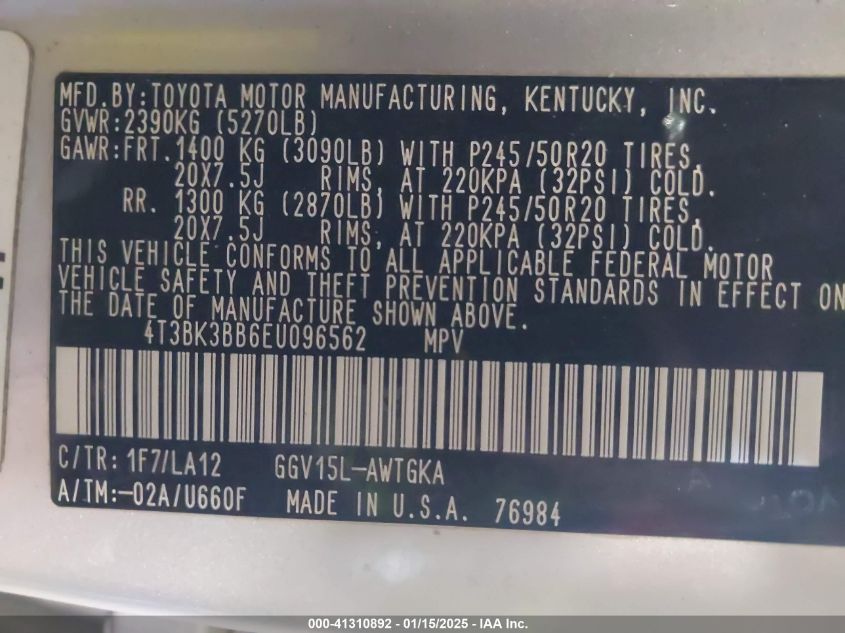 MFD.BY:TOYOTA MOTOR MANUFACTURING, KENTUCKY, INC.
GVWR:2390KG (5270LB)
GAWR:FRT.1400 KG (3090LB) WITH P245/50R20 TIRES,
20X7.5J RIMS, AT 220KPA (32PSI) COLD.
RR. 1300 KG (2870LB) WITH P245/50R20 TIRES,
20X7.5J RIMS, AT 220KPA (32PSI) COLD.
THIS VEHICLE CONFORMS TO ALL APPLICABLE FEDERAL MOTOR
VEHICLE SAFETY AND THEFT PREVENTION STANDARDS IN EFFECT ON
THE DATE OF MANUFACTURE SHOWN ABOVE.
4T3BK3BB6EU096562 MPV
C/TR: 1F7/LA12 GGV15L-AWTGKA
A/TM:-02A/U660F MADE IN U.S.A. 76984
000-41310892 - 01/15/2025 - IAA Inc.